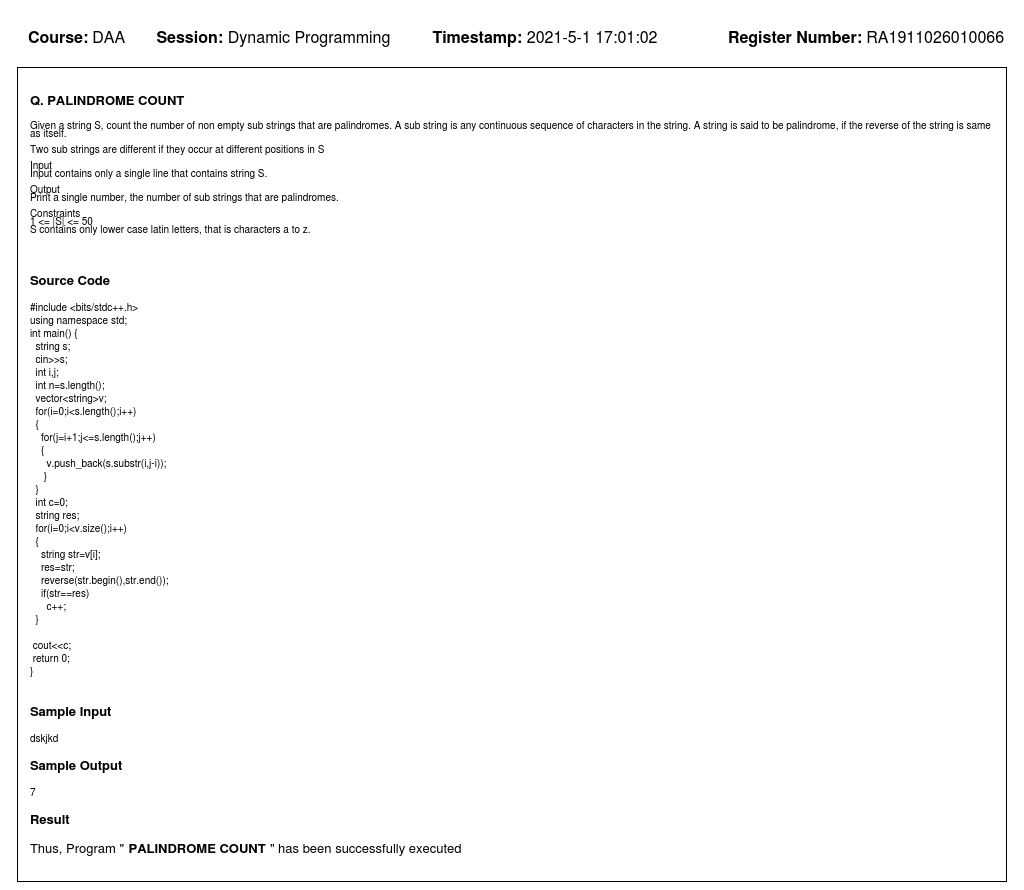 Course: DAA Session: Dynamic Programming Timestamp: 2021-5-1 17:01:02 Register Number: RA1911026010066
Q. PALINDROME COUNT
Given a string S, count the number of non empty sub strings that are palindromes. A sub string is any continuous sequence of characters in the string. A string is said to be palindrome, if the reverse of the string is same
as itself.
Two sub strings are different if they occur at different positions in S
Input
Input contains only a single line that contains string S.
Output
Print a single number, the number of sub strings that are palindromes.
Constraints
1 <= |S| <= 50
S contains only lower case latin letters, that is characters a to z.
Source Code
#include <bits/stdc++.h>
using namespace std;
int main() {
string s;
cin>>s;
int i,j;
int n=s.length();
vector<string>v;
for(i=0;i<s.length();i++)
{
for(j=i+1;j<=s.length();j++)
{
v.push_back(s.substr(i,j-i));
}
}
int c=0;
string res;
for(i=0;i<v.size();i++)
{
string str=v[i];
res=str;
reverse(str.begin(),str.end());
if(str==res)
c++;
}
cout<<c;
return 0;
}
Sample Input
dskjkd
Sample Output
7
Result
Thus, Program " PALINDROME COUNT " has been successfully executed